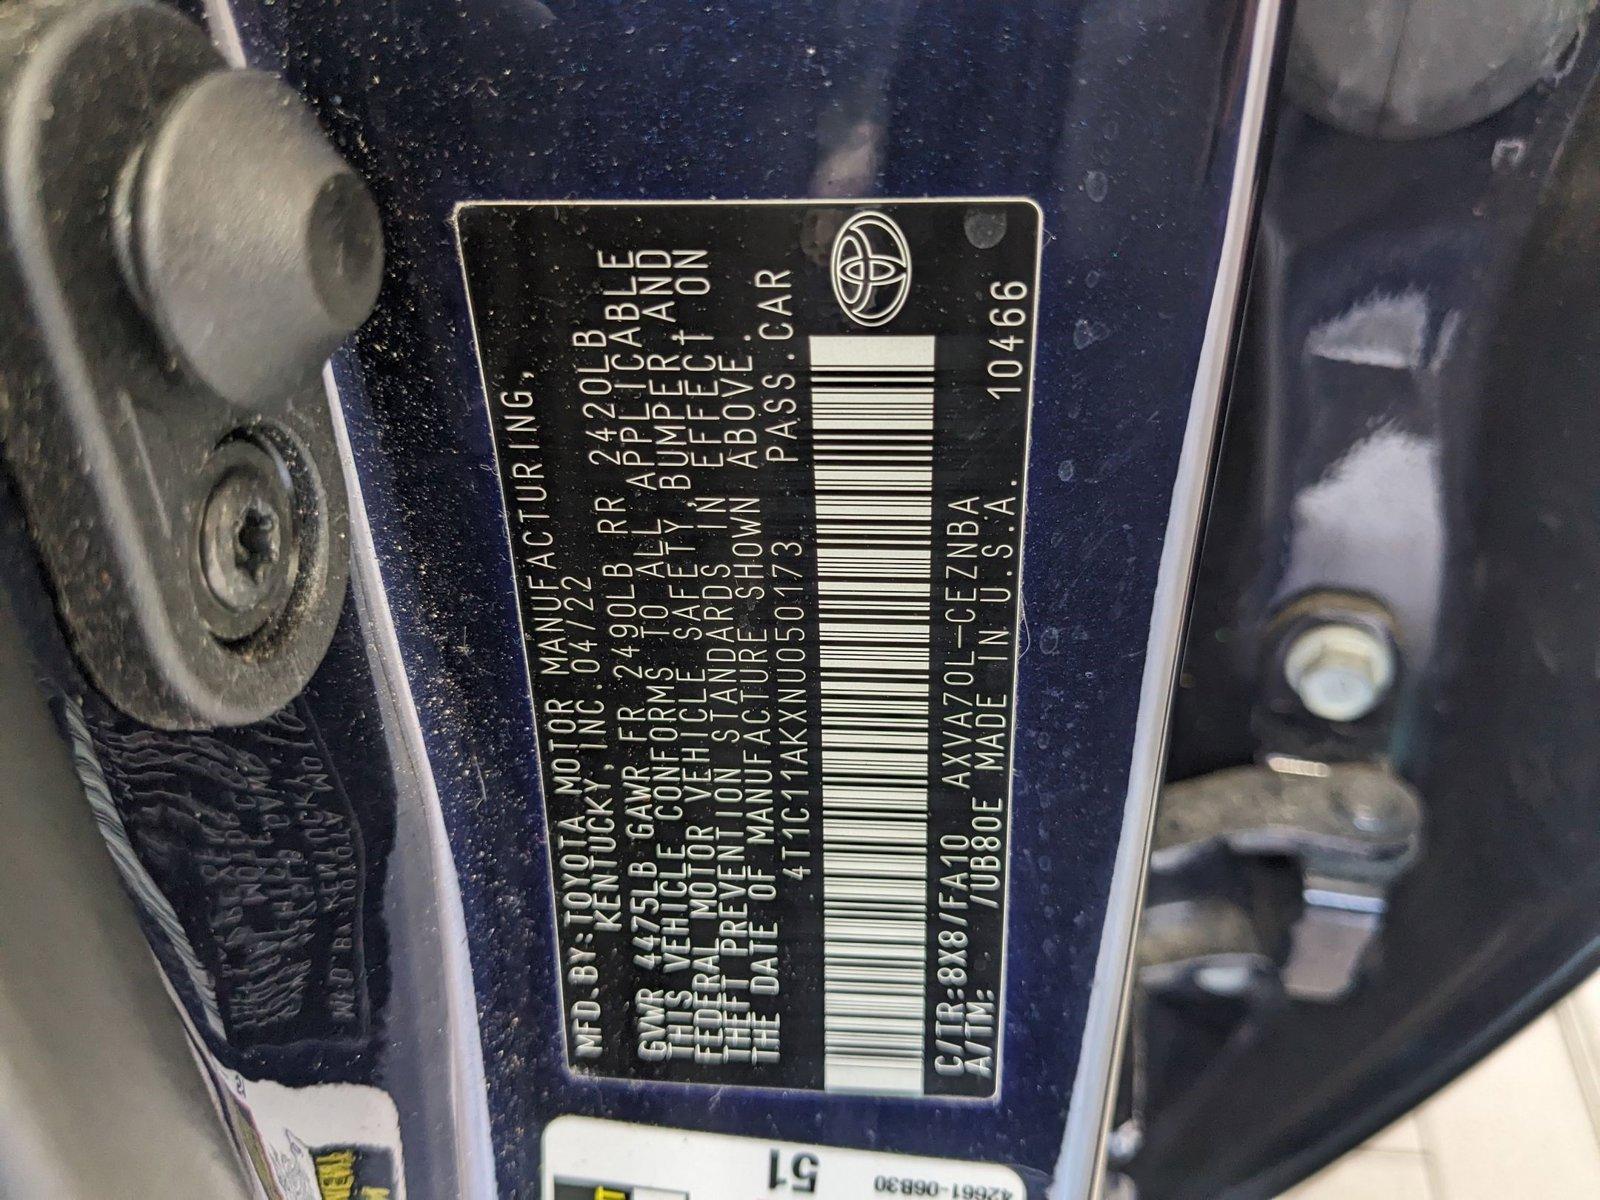 MFD.BY:TOYOTA MOTOR MANUFACTURING,
KENTUCKY, INC. 04/22
GVWR 4475LB GAWR FR 2490LB RR 2420LB
THIS VEHICLE CONFORMS TO ALL APPLICABLE
FEDERAL MOTOR VEHICLE SAFETY, BUMPER, AND
THEFT PREVENTION STANDARDS IN EFFECT ON
THE DATE OF MANUFACTURE SHOWN ABOVE.
4T1C11AKXNU050173 PASS.CAR
C/TR:8X8/FA10 AXVA70L-CEZNBA
A/TM: /UB80E MADE IN U.S.A. 10466
51
42661-06B30